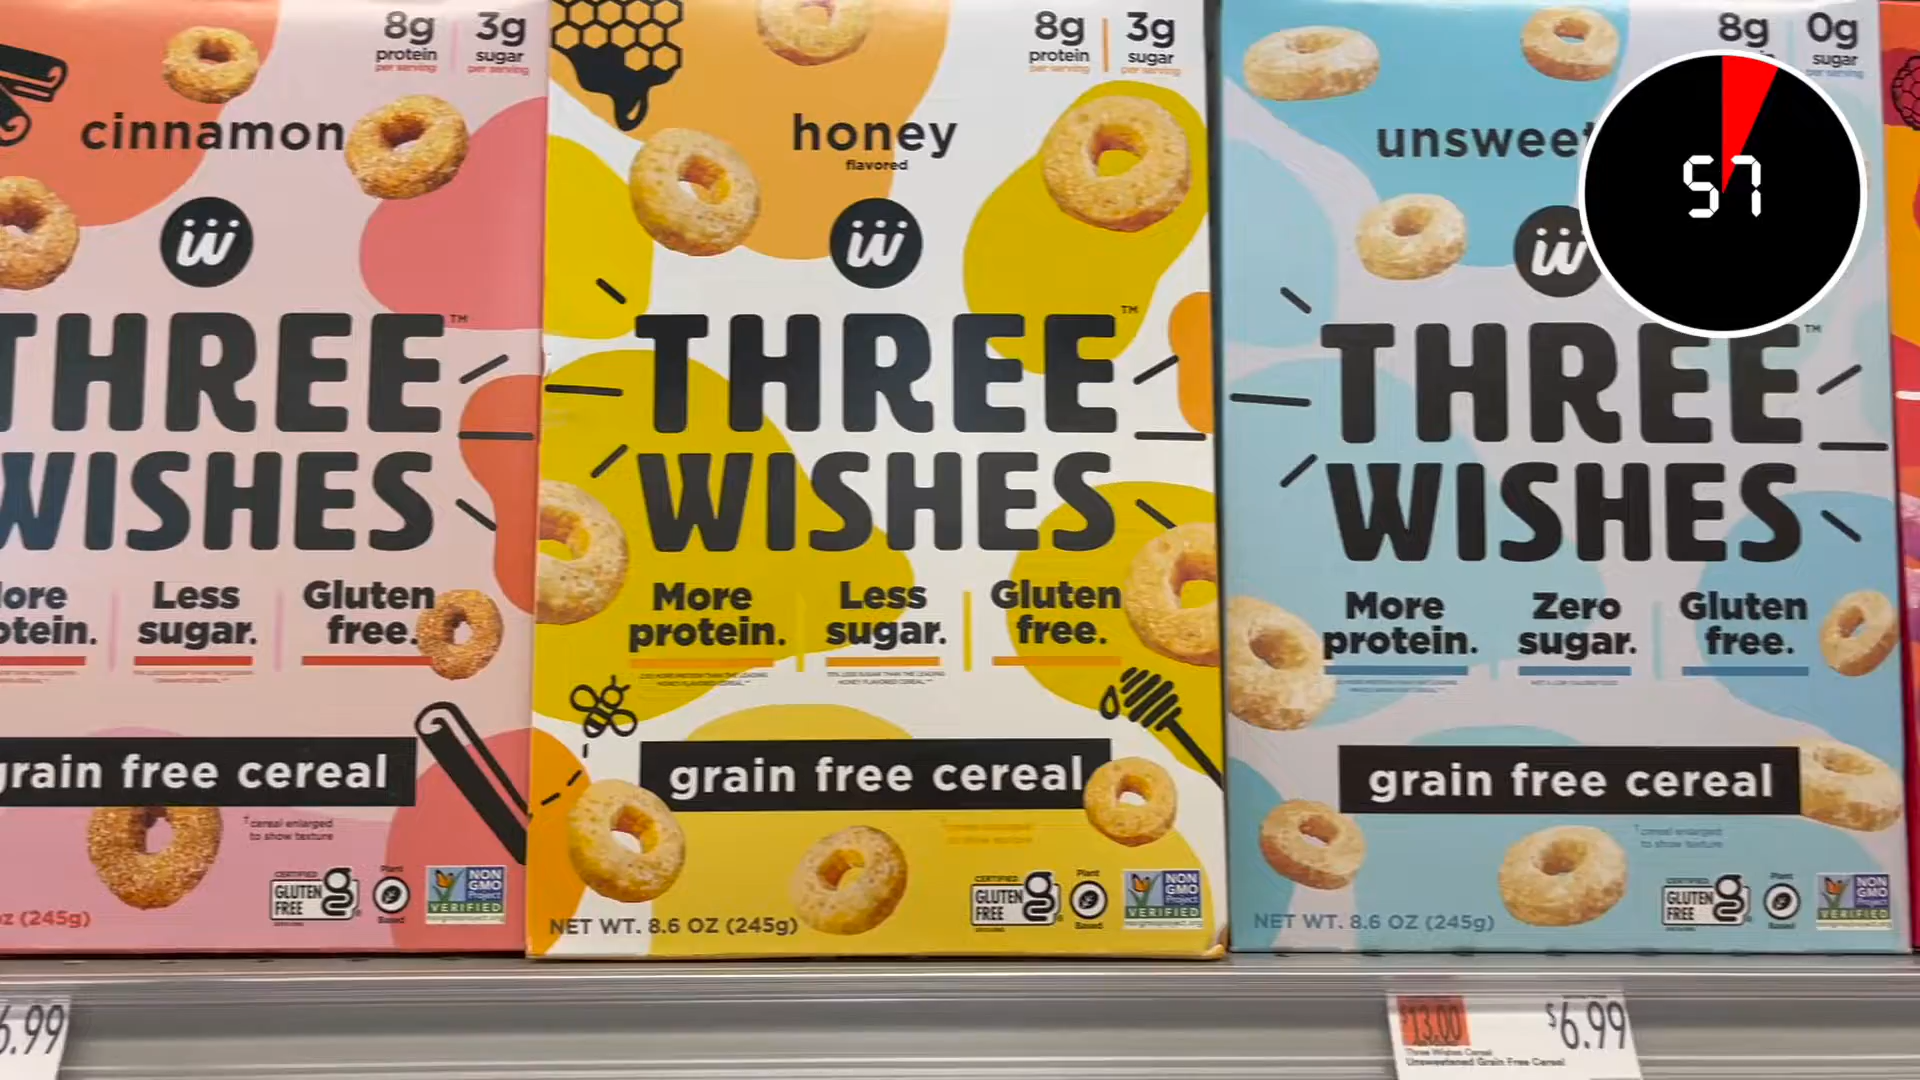 8g
protein
per serving
3g
sugar
per serving
cinnamon
THREE™
WISHES
Less
sugar.
Gluten
free.
grain free cereal
†cereal enlarged
to show texture
CERTIFIED
GLUTEN
FREE
Plant
Based
NON
GMO
Project
VERIFIED
oz (245g)
8g
protein
per serving
3g
sugar
per serving
honey
flavored
THREE™
WISHES
More
protein.
Less
sugar.
Gluten
free.
grain free cereal
CERTIFIED
GLUTEN
FREE
Plant
Based
NON
GMO
Project
VERIFIED
NET WT. 8.6 OZ (245g)
8g
0g
sugar
per serving
unsweet
57
THREE™
WISHES
More
protein.
Zero
sugar.
Gluten
free.
grain free cereal
†cereal enlarged
to show texture
CERTIFIED
GLUTEN
FREE
Plant
Based
NON
GMO
Project
VERIFIED
NET WT. 8.6 OZ (245g)
6.99
$13.00
$6.99
Three Wishes Cereal
Unsweetened Grain Free Cereal